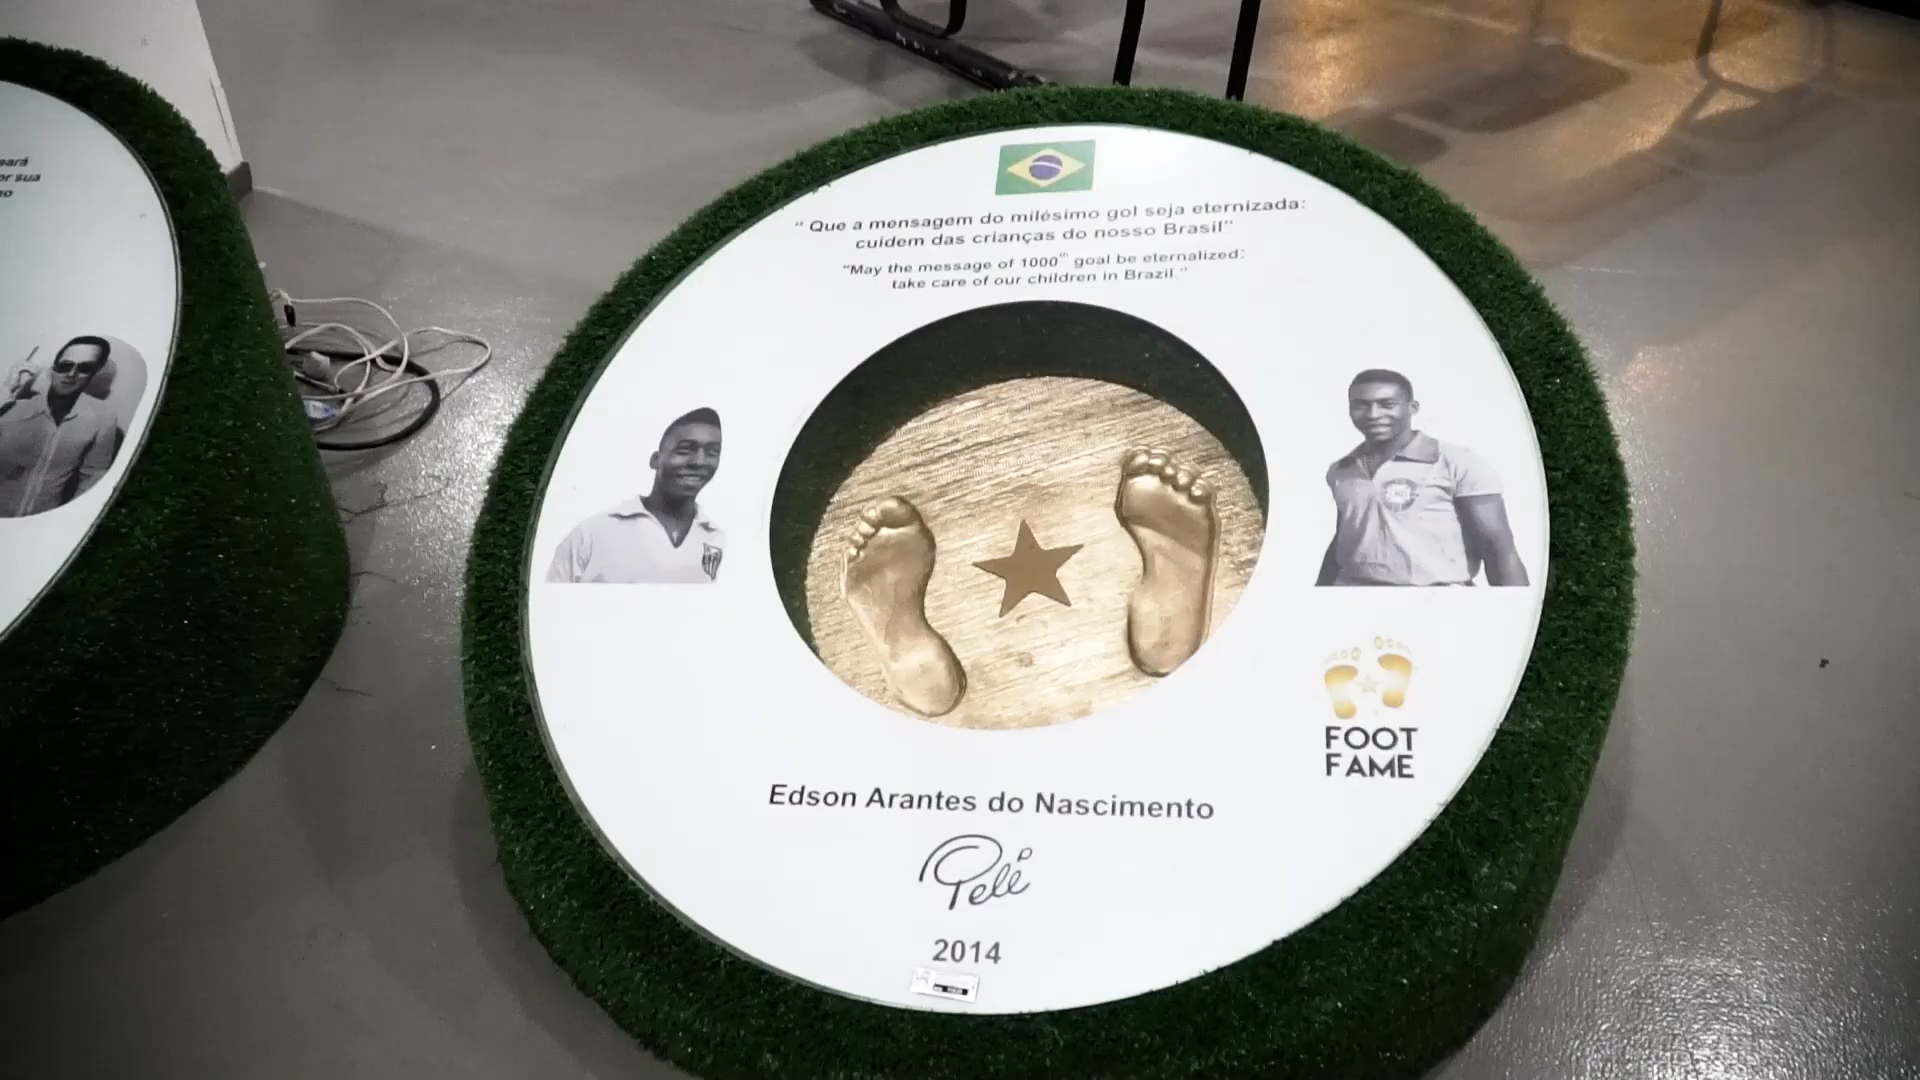 “ Que a mensagem do milésimo gol seja eternizada:
cuidem das crianças do nosso Brasil”
“May the message of 1000th goal be eternalized:
take care of our children in Brazil.”
FOOT
FAME
Edson Arantes do Nascimento
Pelé
2014